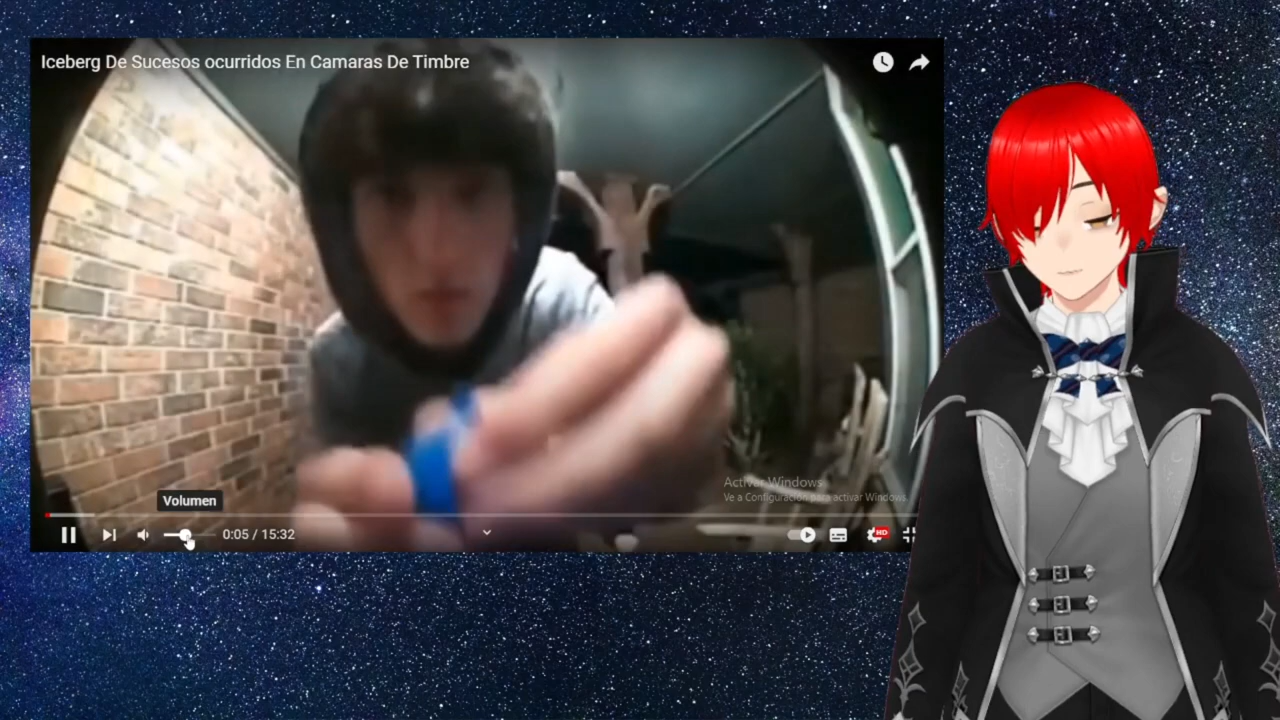 Iceberg De Sucesos ocurridos En Camaras De Timbre
Activar Windows
Ve a Configuración para activar Windows.
Volumen
0:05 / 15:32
HD